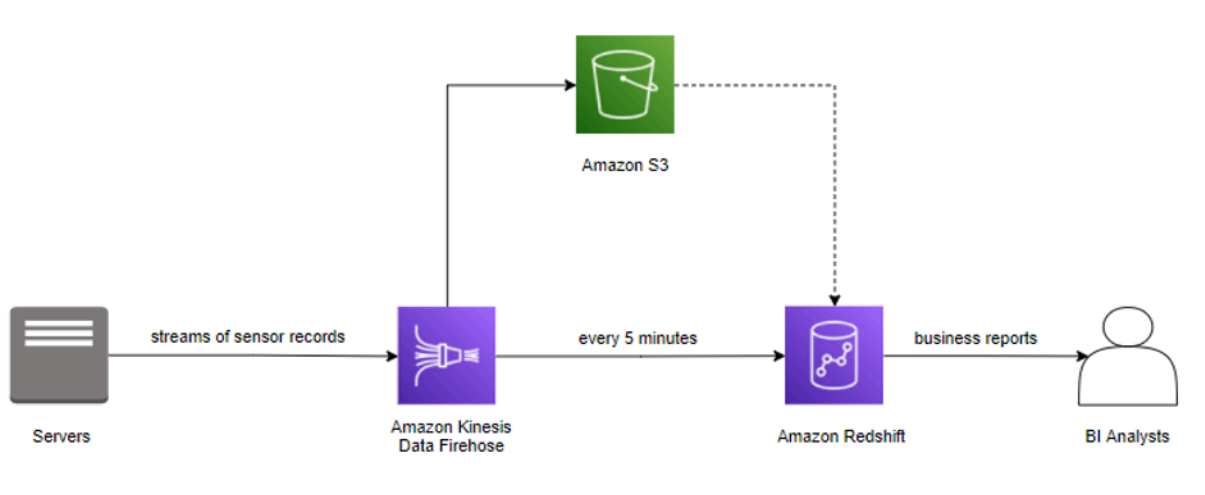 Amazon S3
streams of sensor records
every 5 minutes
business reports
Servers
Amazon Kinesis
Data Firehose
Amazon Redshift
BI Analysts